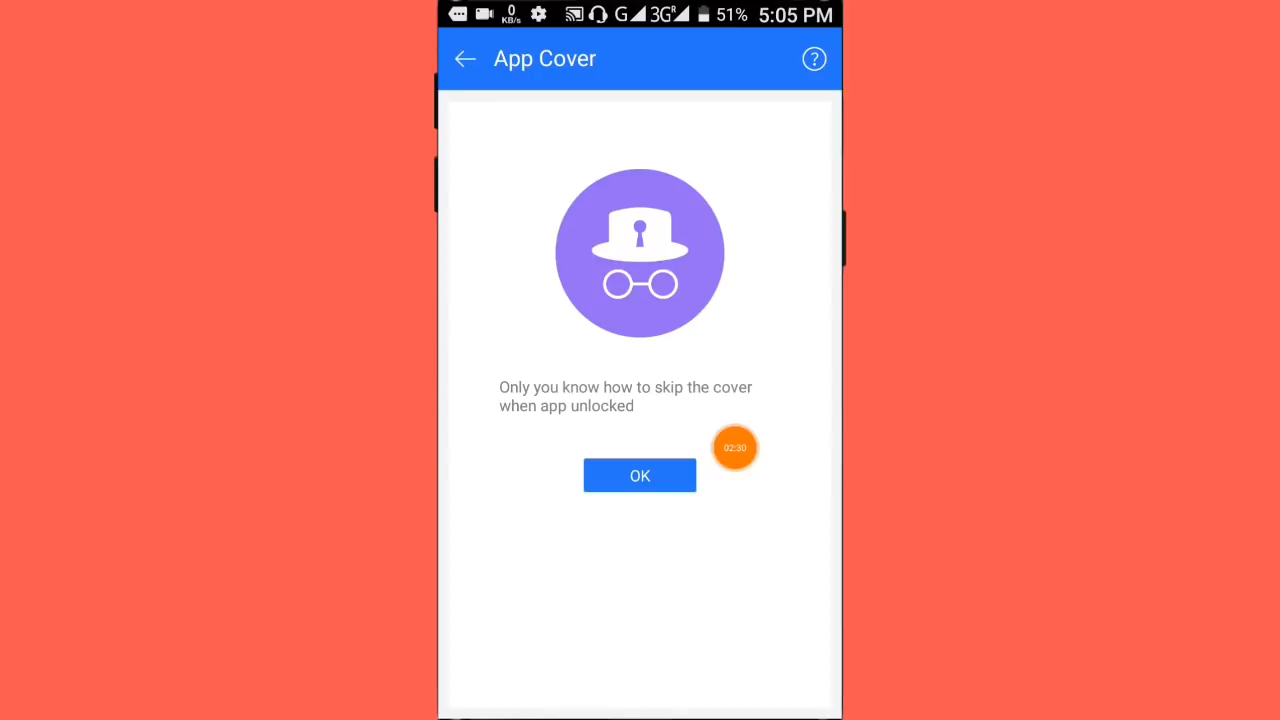 0 KB/s G 3G R 51% 5:05 PM
App Cover ?
Only you know how to skip the cover
when app unlocked
02:30
OK